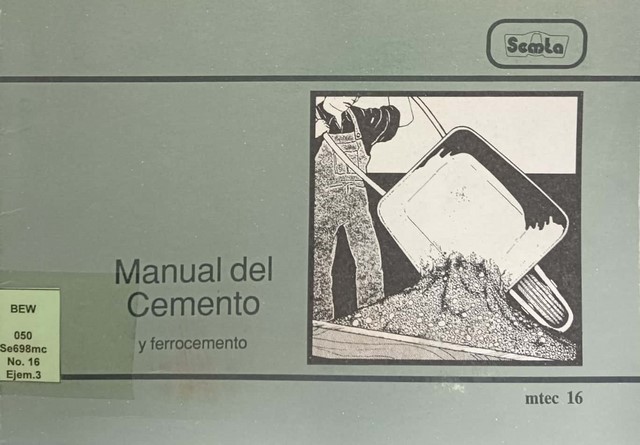 Semta
Manual del
Cemento
y ferrocemento
BEW
050
Se698mc
No. 16
Ejem.3
mtec 16